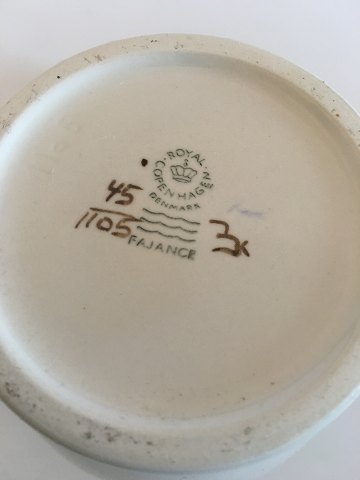 ROYAL
COPENHAGEN
DENMARK
45
1105
FAJANCE